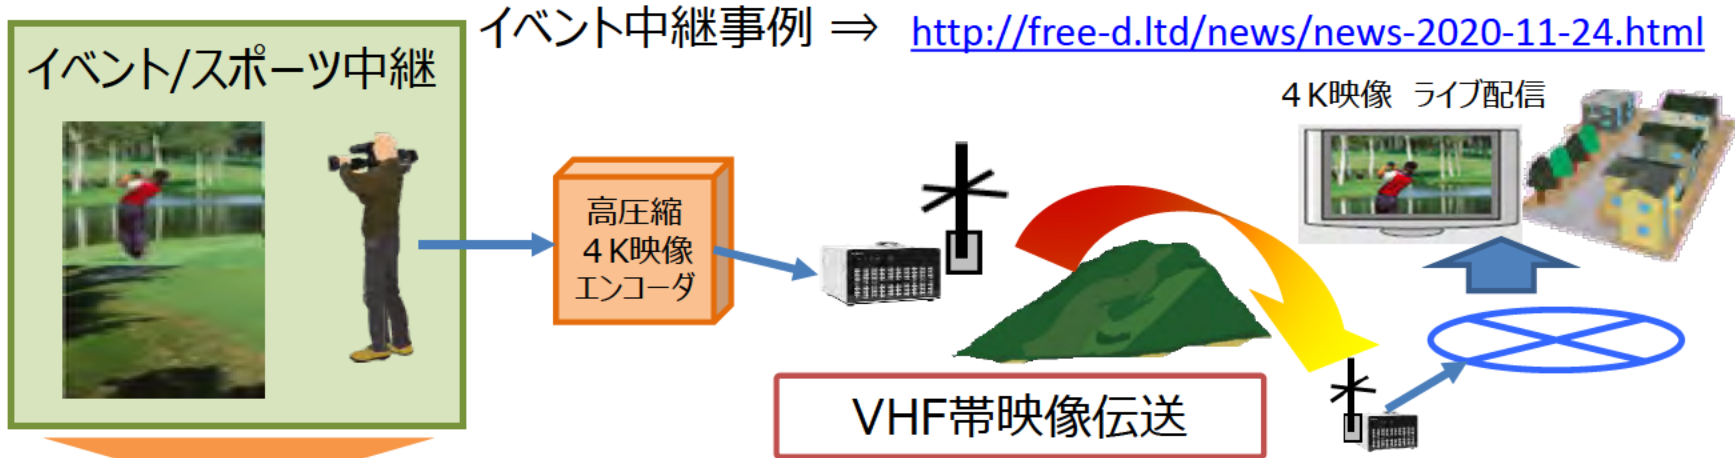 イベント中継事例 ⇒ http://free-d.ltd/news/news-2020-11-24.html
イベント/スポーツ中継
４K映像 ライブ配信
高圧縮
４K映像
エンコーダ
VHF帯映像伝送